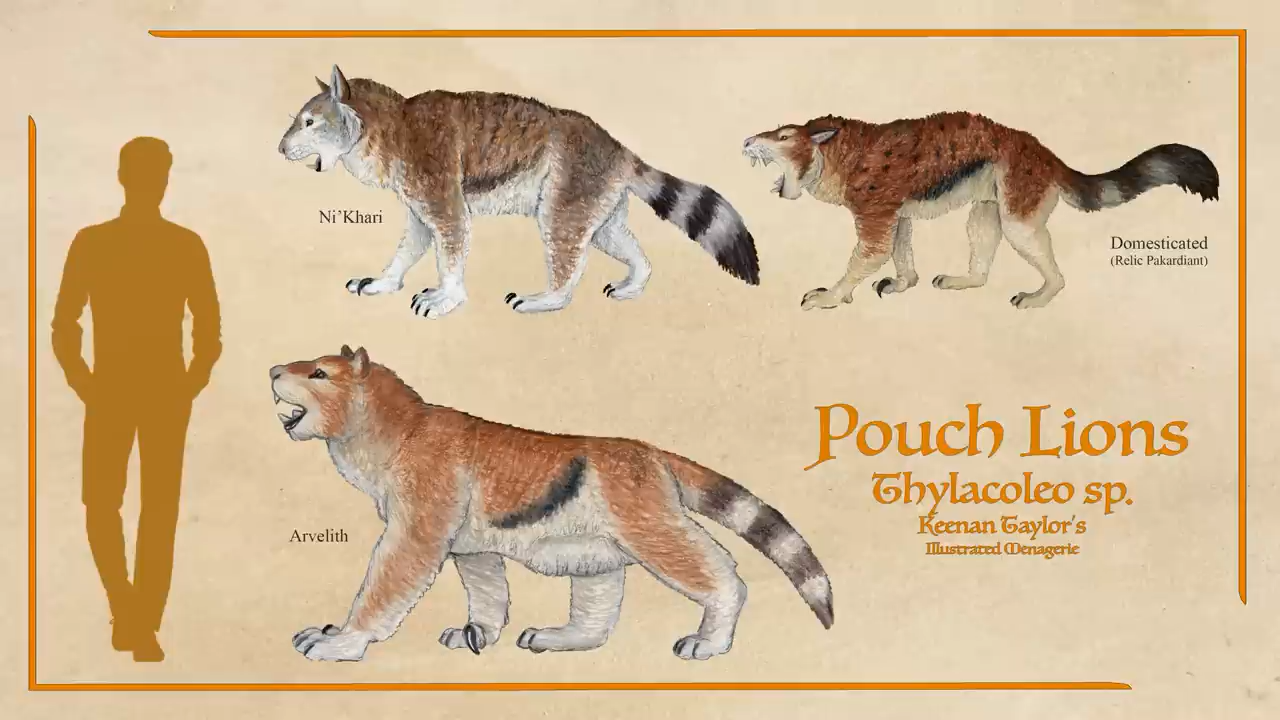 Ni'Khari
Domesticated
(Relic Pakardiant)
Arvelith
Pouch Lions
Thylacoleo sp.
Keenan Taylor's
Illustrated Menagerie